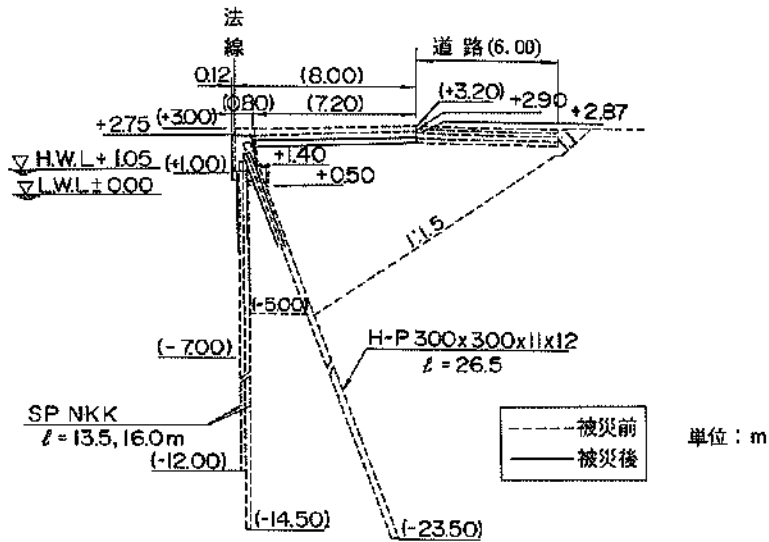 法
線
道路(6.00)
0.12
(8.00)
(0.80)
(7.20)
(+3.20)
+2.90
+2.87
(+3.00)
+2.75
+1.40
+0.50
▽ H.W.L+1.05
(+1.00)
▽ L.W.L±0.00
1:1.5
(-5.00)
(-7.00)
H-P 300x300x11x12
ℓ = 26.5
SP NKK
ℓ = 13.5, 16.0m
(-12.00)
(-14.50)
(-23.50)
被災前
被災後
単位：m